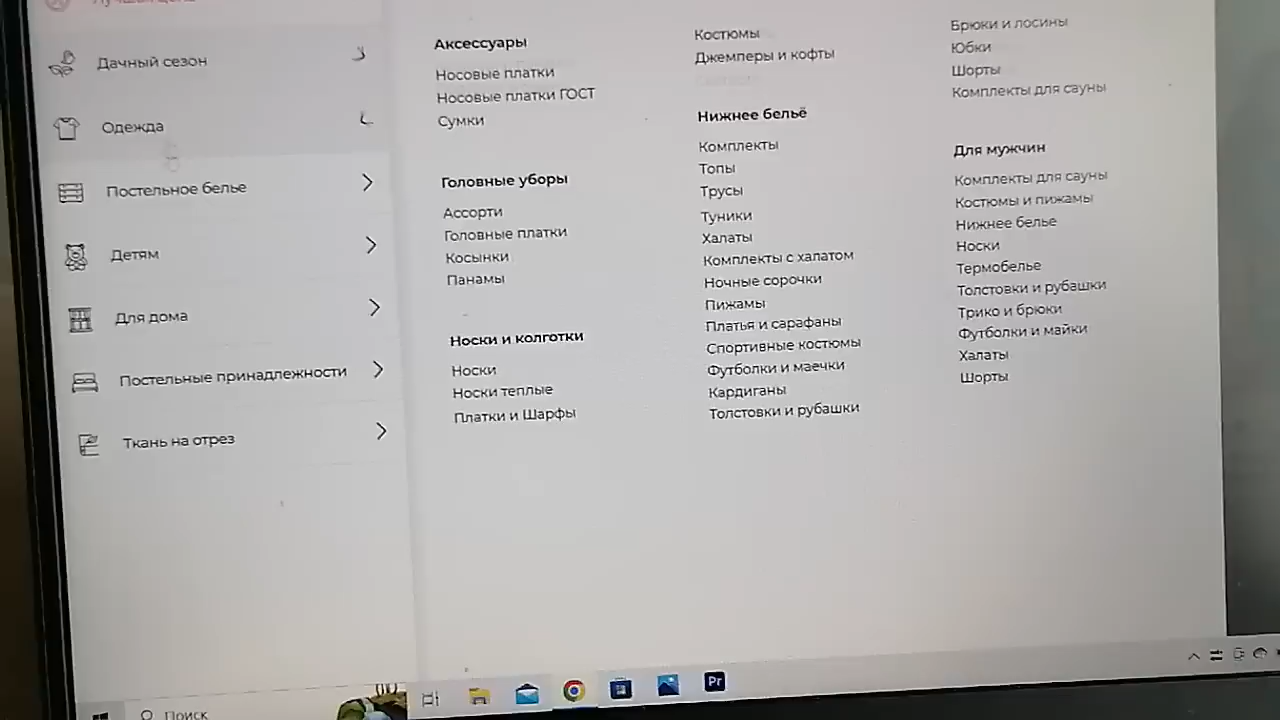 Лучшая цена
Дачный сезон
Одежда
Постельное белье
Детям
Для дома
Постельные принадлежности
Ткань на отрез
Аксессуары
Носовые платки
Носовые платки ГОСТ
Сумки
Головные уборы
Ассорти
Головные платки
Косынки
Панамы
Носки и колготки
Носки
Носки теплые
Платки и Шарфы
Костюмы
Джемперы и кофты
Нижнее бельё
Комплекты
Топы
Трусы
Туники
Халаты
Комплекты с халатом
Ночные сорочки
Пижамы
Платья и сарафаны
Спортивные костюмы
Футболки и маечки
Кардиганы
Толстовки и рубашки
Брюки и лосины
Юбки
Шорты
Комплекты для сауны
Для мужчин
Комплекты для сауны
Костюмы и пижамы
Нижнее белье
Носки
Термобелье
Толстовки и рубашки
Трико и брюки
Футболки и майки
Халаты
Шорты
Поиск
Pr